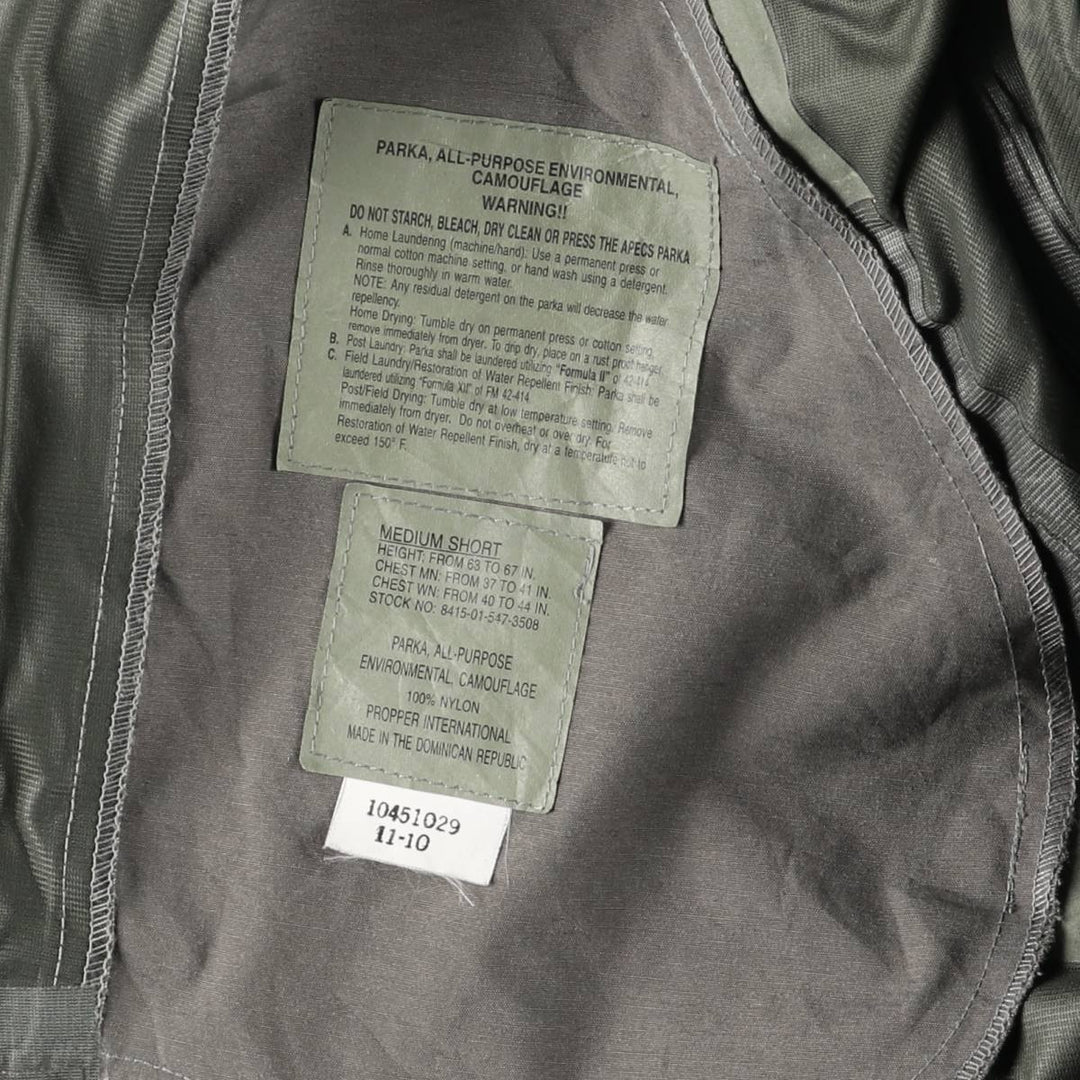 PARKA, ALL-PURPOSE ENVIRONMENTAL,
CAMOUFLAGE
WARNING!!
DO NOT STARCH, BLEACH, DRY CLEAN OR PRESS THE APECS PARKA
A. Home Laundering (machine/hand): Use a permanent press or
normal cotton machine setting, or hand wash using a detergent.
Rinse thoroughly in warm water.
NOTE: Any residual detergent on the parka will decrease the water
repellency.
Home Drying: Tumble dry on permanent press or cotton setting,
remove immediately from dryer. To drip dry, place on a rust proof hanger.
B. Post Laundry: Parka shall be laundered utilizing "Formula II" of 42-414
C. Field Laundry/Restoration of Water Repellent Finish: Parka shall be
laundered utilizing "Formula XII" of FM 42-414
Post/Field Drying: Tumble dry at low temperature setting. Remove
immediately from dryer. Do not overheat or over dry. For
Restoration of Water Repellent Finish, dry at a temperature not to
exceed 150° F.
MEDIUM SHORT
HEIGHT: FROM 63 TO 67 IN.
CHEST MN: FROM 37 TO 41 IN.
CHEST WN: FROM 40 TO 44 IN.
STOCK NO: 8415-01-547-3508
PARKA, ALL-PURPOSE
ENVIRONMENTAL, CAMOUFLAGE
100% NYLON
PROPPER INTERNATIONAL
MADE IN THE DOMINICAN REPUBLIC
10451029
11-10